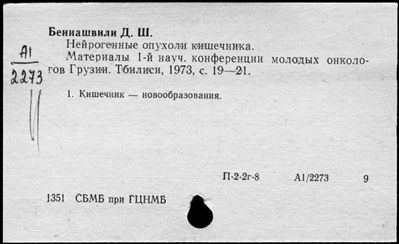 Бениашвили Д. Ш.
Нейрогенные опухоли кишечника.
Материалы 1-й науч. конференции молодых онколо-
гов Грузии. Тбилиси, 1973, с. 19—21.
А1
2273
1. Кишечник — новообразования.
П-2-2г-8 А1/2273 9
1351 СБМБ при ГЦНМБ